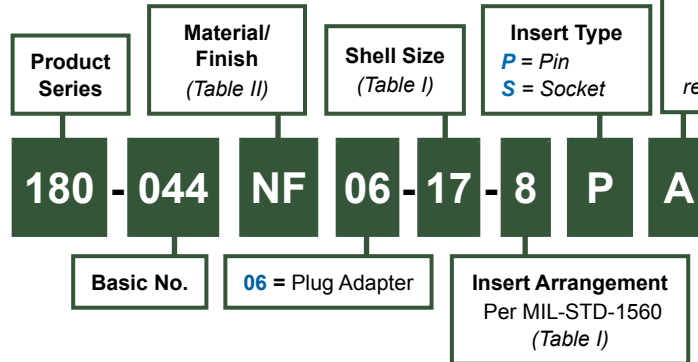 Product
Series
Material/
Finish
(Table II)
Shell Size
(Table I)
Insert Type
P = Pin
S = Socket
180 - 044 NF 06 - 17 - 8 P A
Basic No.
06 = Plug Adapter
Insert Arrangement
Per MIL-STD-1560
(Table I)